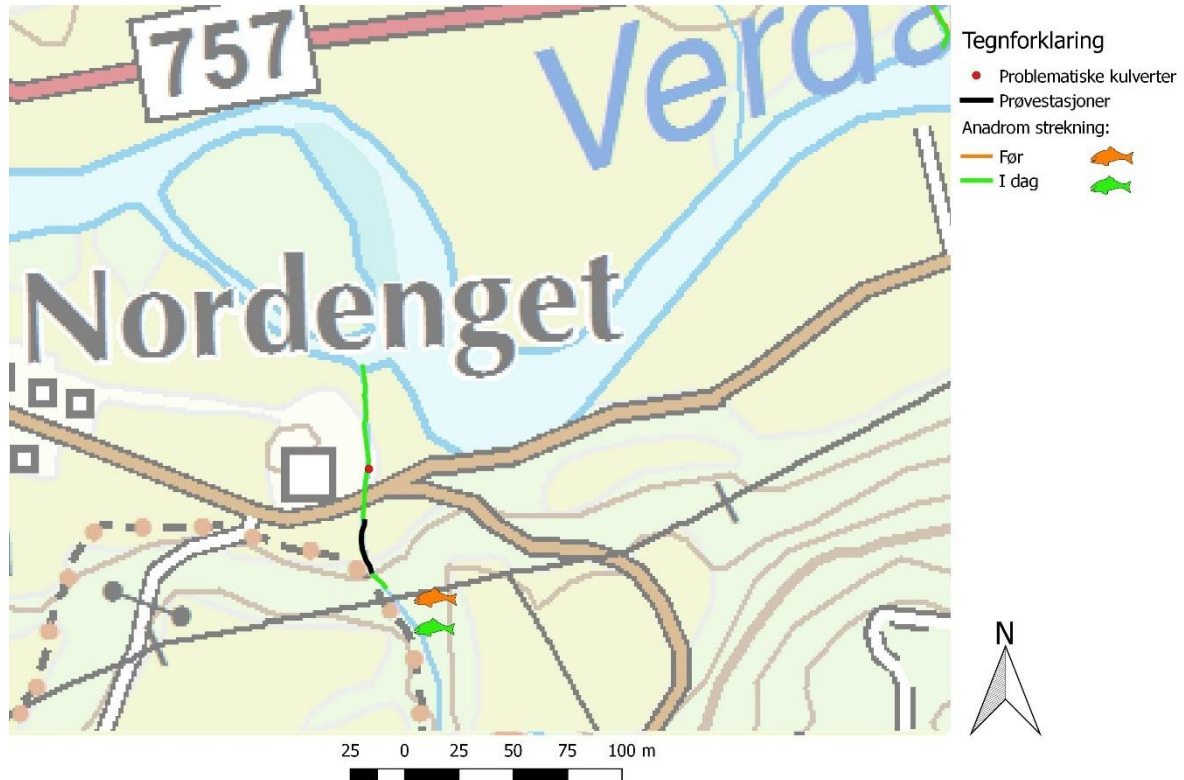 757
Verda
Nordenget
Tegnforklaring
Problematiske kulverter
Prøvestasjoner
Anadrom strekning:
Før
I dag
N
25 0 25 50 75 100 m